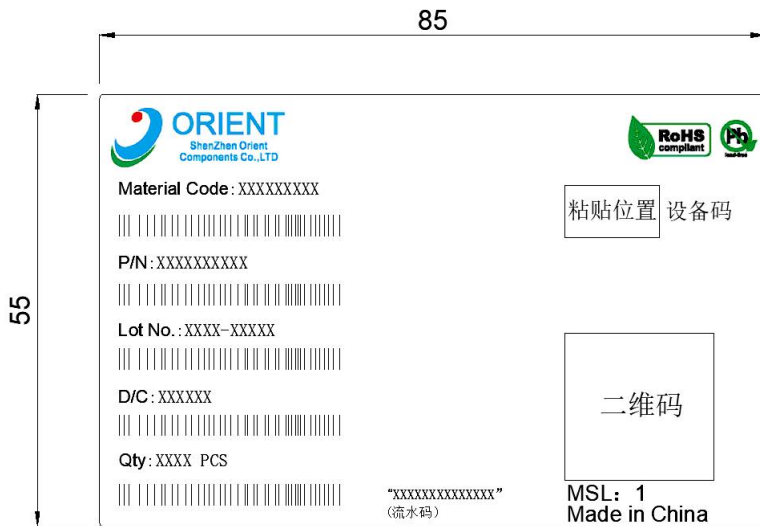 85
55
ORIENT
ShenZhen Orient
Components Co.,LTD
RoHS
compliant
Pb
lead-free
Material Code: XXXXXXXXX
粘贴位置 设备码
P/N:XXXXXXXXXX
Lot No.:XXXX-XXXXX
二维码
D/C:XXXXXX
Qty:XXXX PCS
“XXXXXXXXXXXXXX”
(流水码)
MSL: 1
Made in China